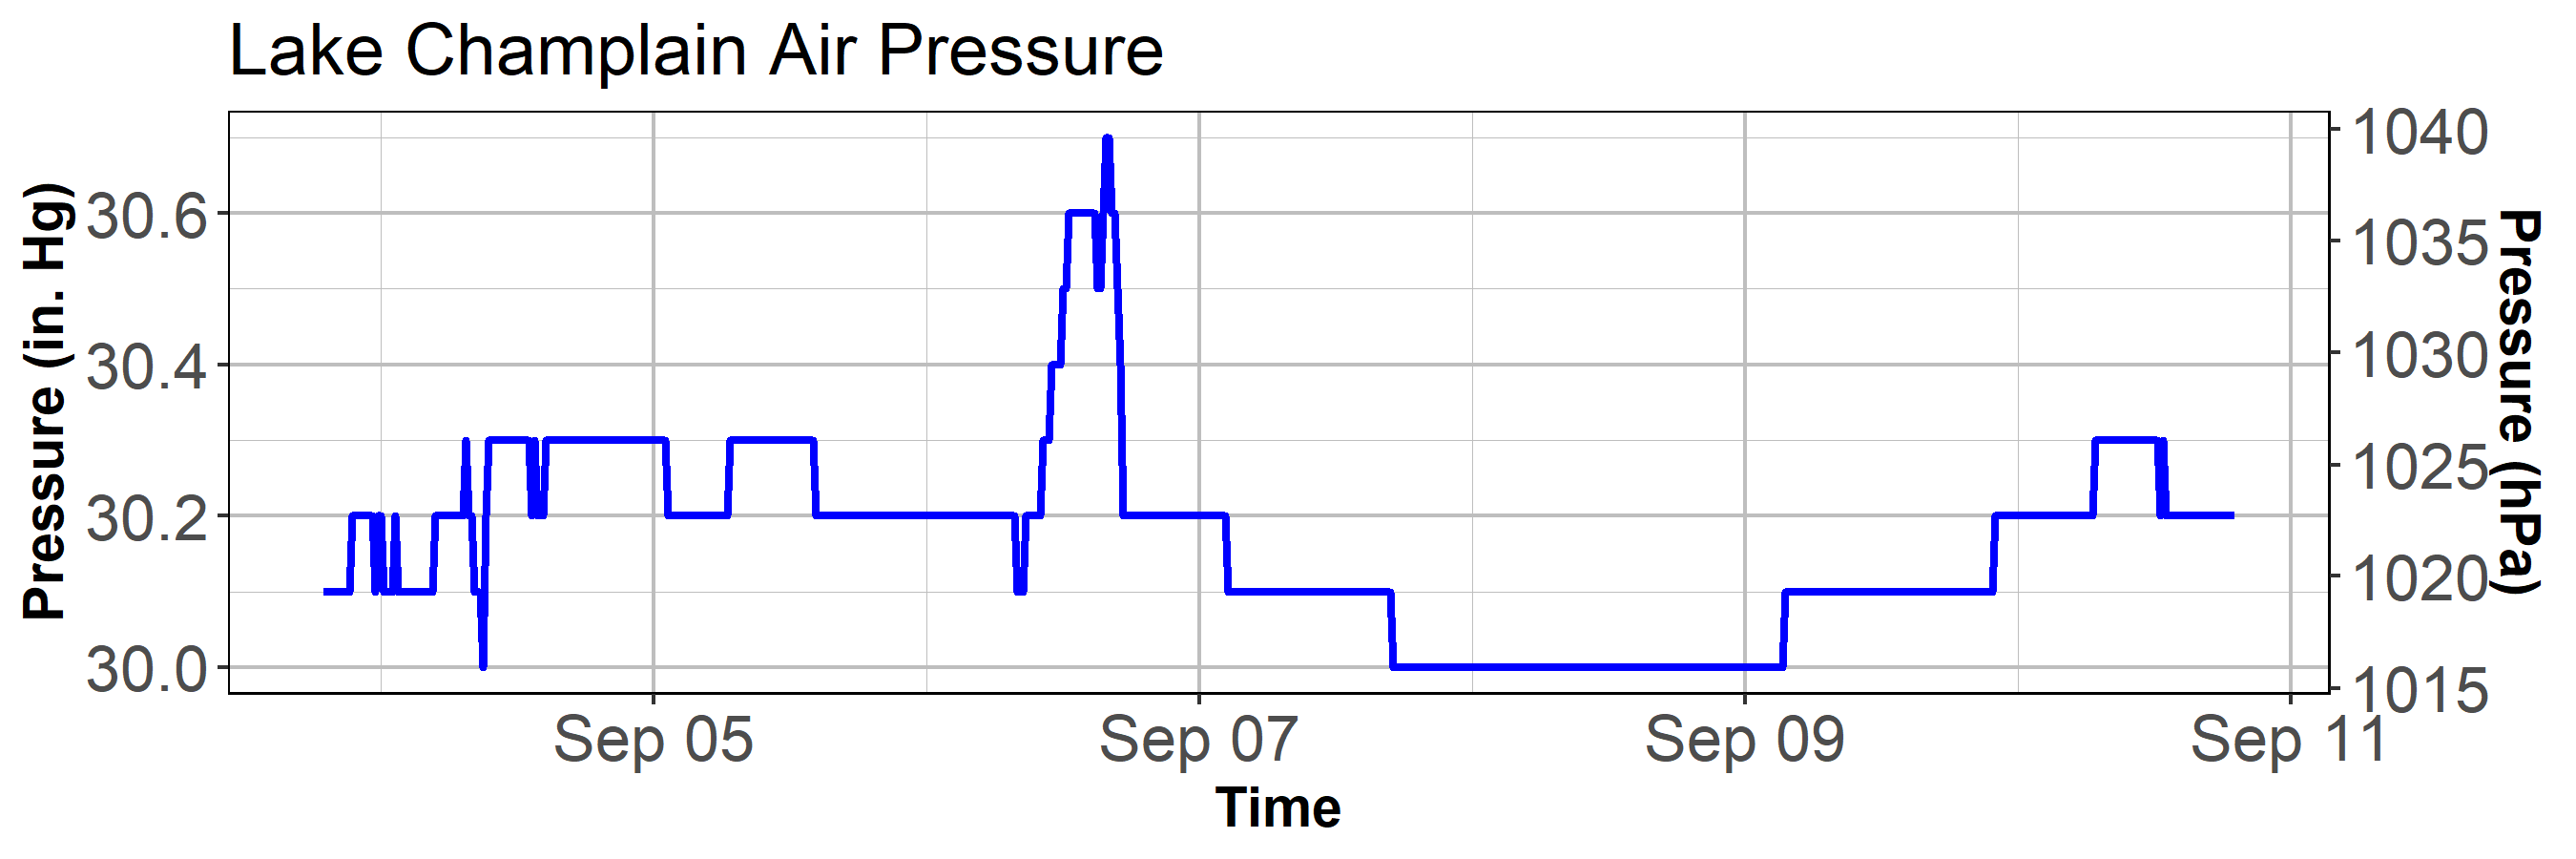 Lake Champlain Air Pressure
Pressure (in. Hg)
30.6
30.4
30.2
30.0
1040
1035
1030
1025
1020
1015
Pressure (hPa)
Sep 05 Sep 07 Sep 09 Sep 11
Time